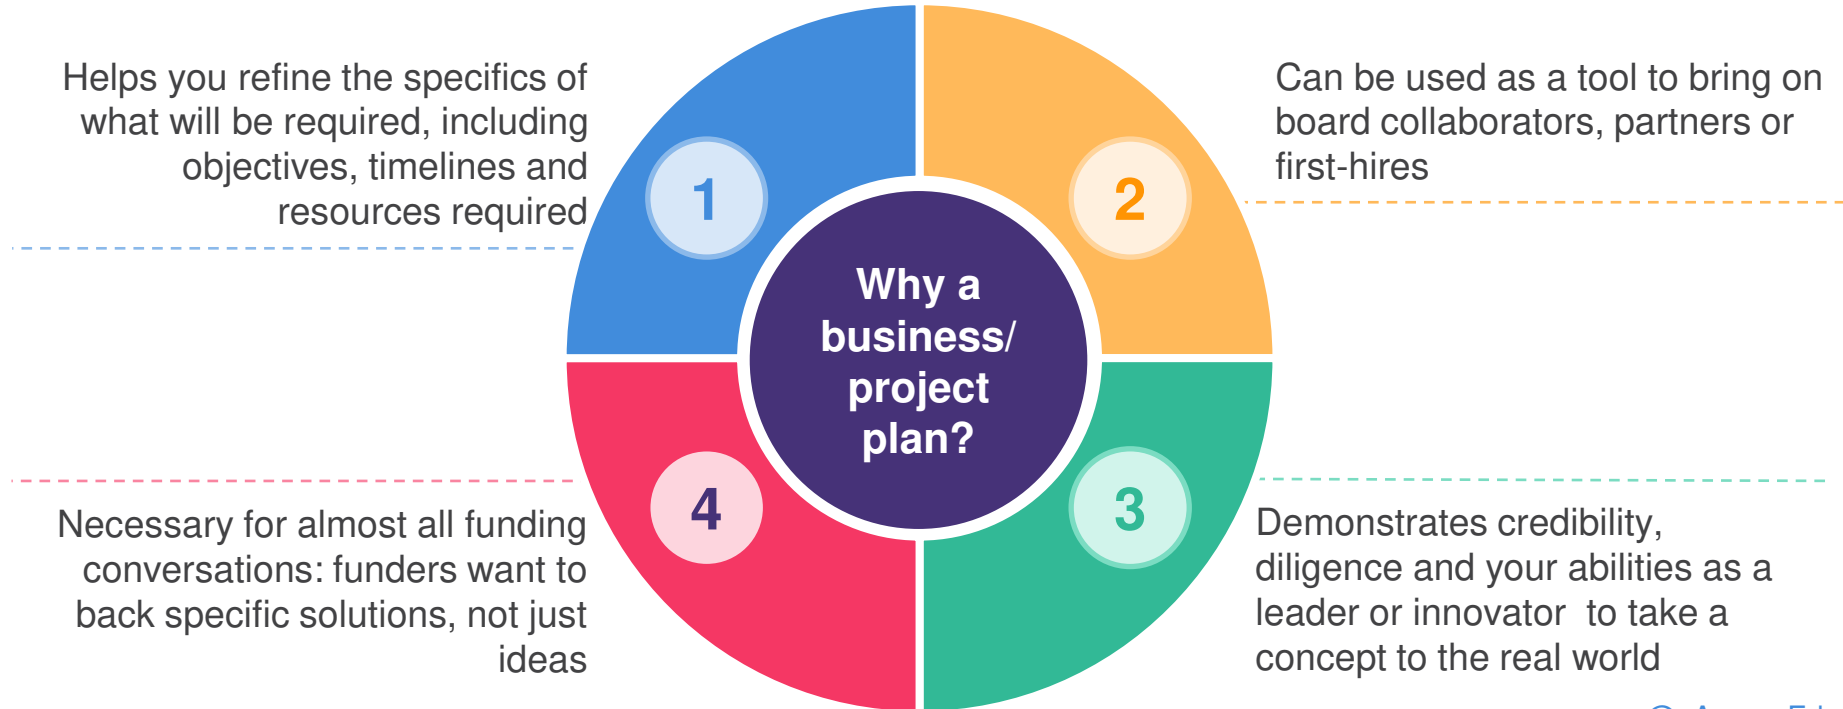 Helps you refine the specifics of
what will be required, including
objectives, timelines and
resources required
1
Can be used as a tool to bring on
board collaborators, partners or
first-hires
2
Why a
business/
project
plan?
Demonstrates credibility,
diligence and your abilities as a
leader or innovator  to take a
concept to the real world
3
Necessary for almost all funding
conversations: funders want to
back specific solutions, not just
ideas
4